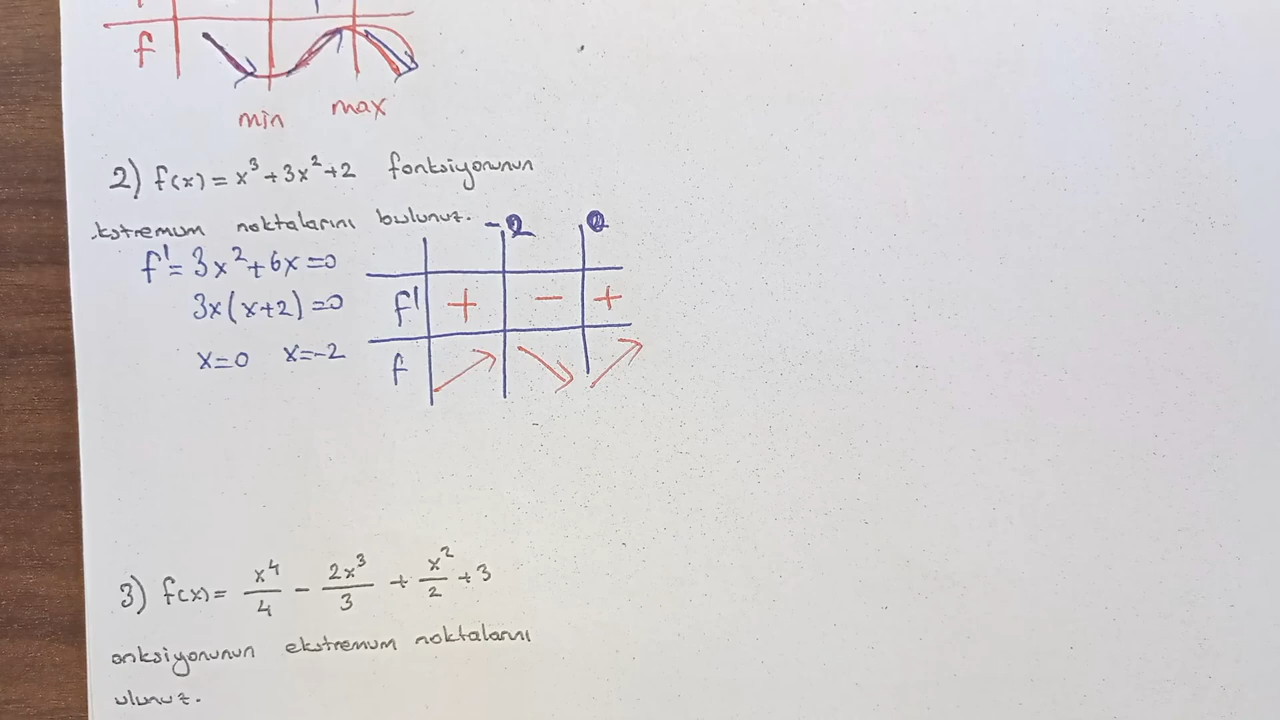 f
min max
2) f(x) = x³ + 3x² + 2 fonksiyonunun
kstremum noktalarını bulunuz.
-2 0
f' = 3x² + 6x = 0
3x(x+2) = 0
x=0 x=-2
f' + - +
f
3) f(x) = x⁴/4 - 2x³/3 + x²/2 + 3
onksiyonunun ekstremum noktalarını
ulunuz.